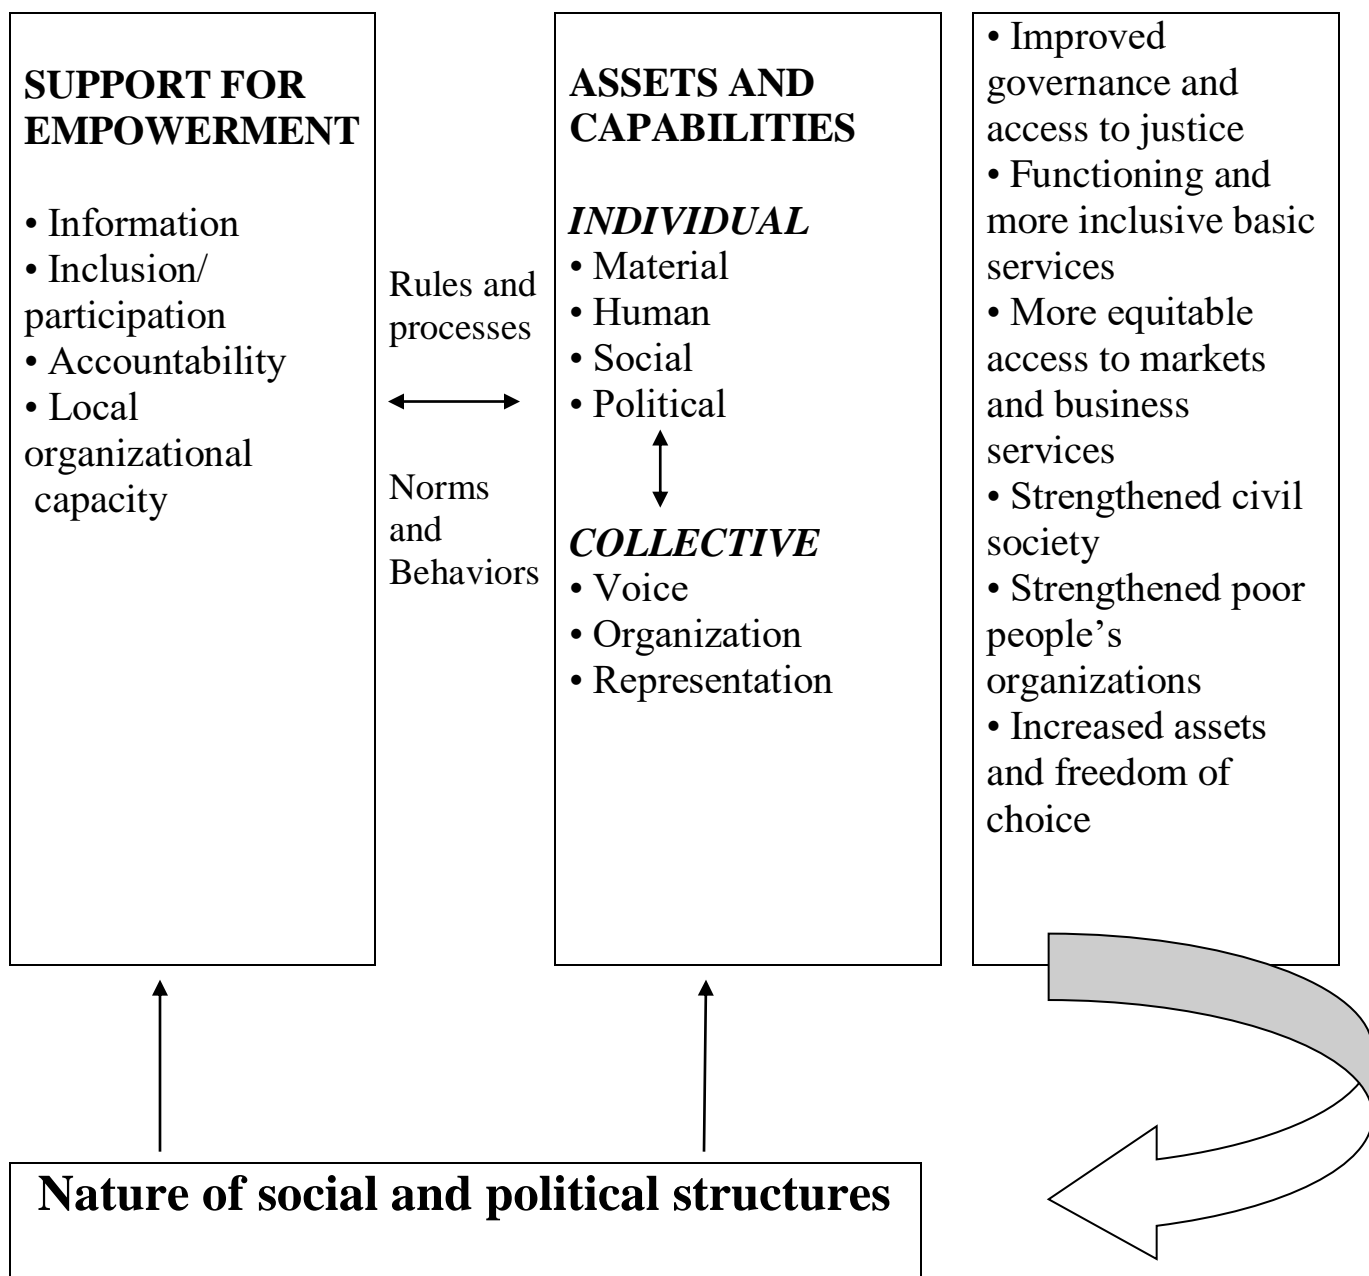 SUPPORT FOR
EMPOWERMENT
• Information
• Inclusion/
participation
• Accountability
• Local
organizational
capacity
Rules and
processes
Norms
and
Behaviors
ASSETS AND
CAPABILITIES
INDIVIDUAL
• Material
• Human
• Social
• Political
COLLECTIVE
• Voice
• Organization
• Representation
• Improved
governance and
access to justice
• Functioning and
more inclusive basic
services
• More equitable
access to markets
and business
services
• Strengthened civil
society
• Strengthened poor
people’s
organizations
• Increased assets
and freedom of
choice
Nature of social and political structures